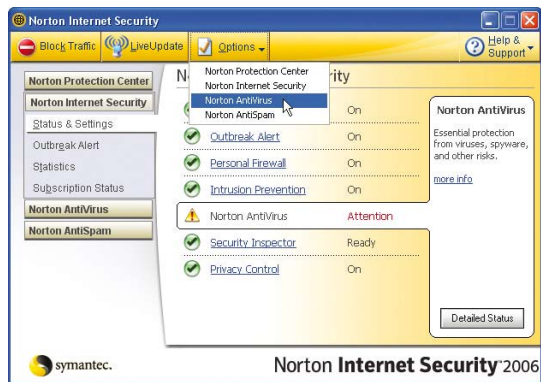 Norton Internet Security
Block Traffic LiveUpdate Options Help & Support
Norton Protection Center
Norton Internet Security
Norton AntiVirus
Norton AntiSpam
Norton Protection Center
Norton Internet Security
Status & Settings
Outbreak Alert
Statistics
Subscription Status
Norton AntiVirus
Norton AntiSpam
N rity
On
Outbreak Alert On
Personal Firewall On
Intrusion Prevention On
Norton AntiVirus Attention
Security Inspector Ready
Privacy Control On
Norton AntiVirus
Essential protection
from viruses, spyware,
and other risks.
more info
Detailed Status
symantec.
Norton Internet Security 2006